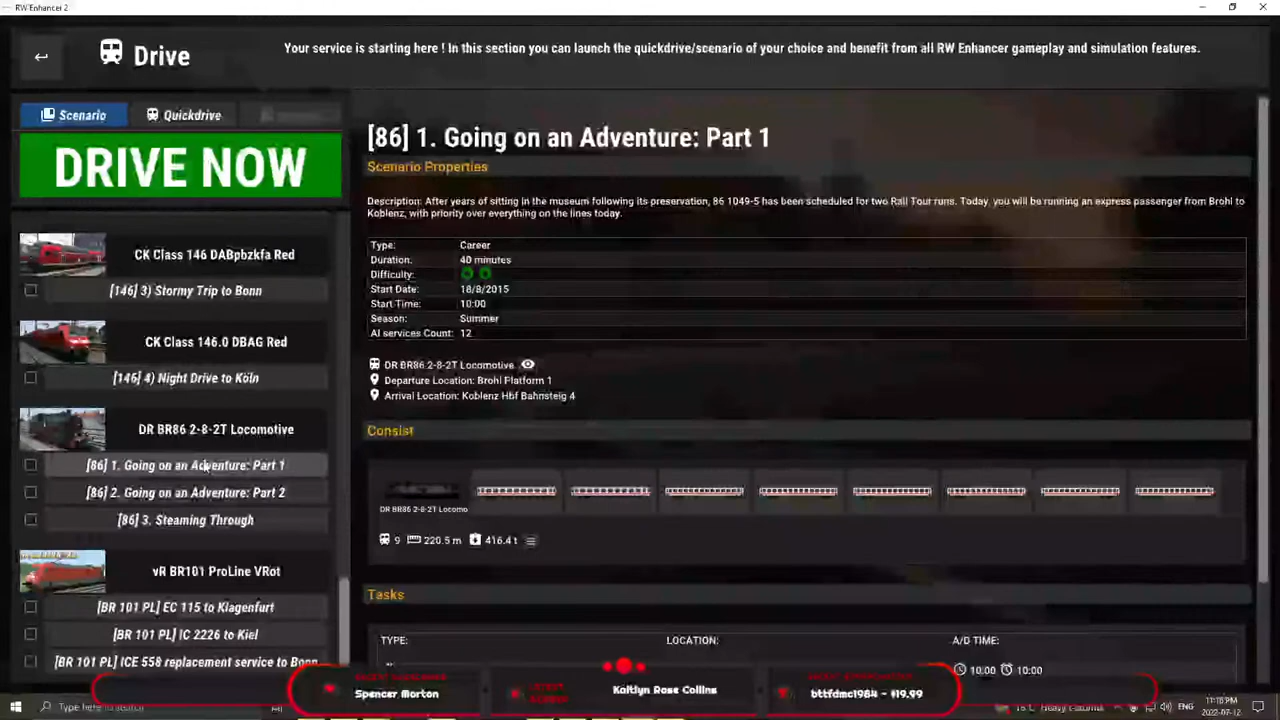 RW Enhancer 2
Drive
Your service is starting here ! In this section you can launch the quickdrive/scenario of your choice and benefit from all RW Enhancer gameplay and simulation features.
Scenario
Quickdrive
DRIVE NOW
CK Class 146 DABpbzkfa Red
[146] 3) Stormy Trip to Bonn
CK Class 146.0 DBAG Red
[146] 4) Night Drive to Köln
DR BR86 2-8-2T Locomotive
[86] 1. Going on an Adventure: Part 1
[86] 2. Going on an Adventure: Part 2
[86] 3. Steaming Through
vR BR101 ProLine VRot
[BR 101 PL] EC 115 to Klagenfurt
[BR 101 PL] IC 2226 to Kiel
[BR 101 PL] ICE 558 replacement service to Bonn
[86] 1. Going on an Adventure: Part 1
Scenario Properties
Description: After years of sitting in the museum following its preservation, 86 1049-5 has been scheduled for two Rail Tour runs. Today, you will be running an express passenger from Brohl to
Koblenz, with priority over everything on the lines today.
Type: Career
Duration: 40 minutes
Difficulty:
Start Date: 18/8/2015
Start Time: 10:00
Season: Summer
AI services Count: 12
DR BR86 2-8-2T Locomotive
Departure Location: Brohl Platform 1
Arrival Location: Koblenz Hbf Bahnsteig 4
Consist
DR BR86 2-8-2T Locomo
9 220.5 m 416.4 t
Tasks
TYPE: LOCATION: A/D TIME:
10:00 10:00
Spencer Morton
LATEST
Kaitlyn Rose Collins
bttfdmc1984 - $19.99
Type here to search
ENG
11:16 PM
2022-07-12